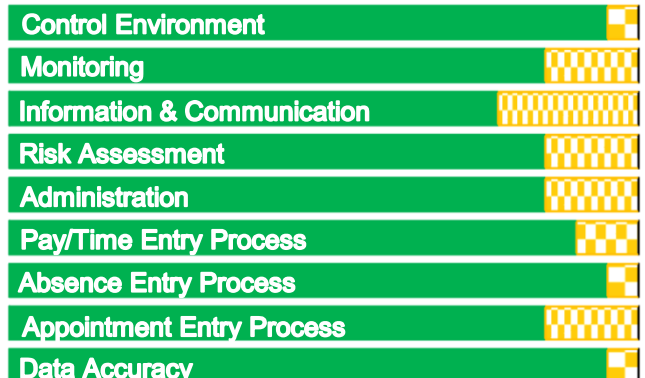 Control Environment
Monitoring
Information & Communication
Risk Assessment
Administration
Pay/Time Entry Process
Absence Entry Process
Appointment Entry Process
Data Accuracy